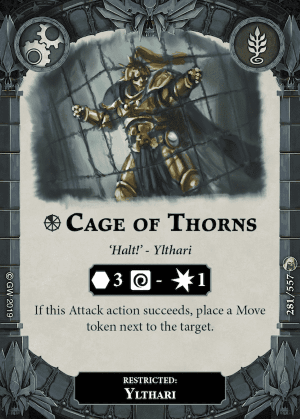 CAGE OF THORNS
‘Halt!’ - Ylthari
3 - 1
If this Attack action succeeds, place a Move
token next to the target.
RESTRICTED:
YLTHARI
© GW 2019
281/557